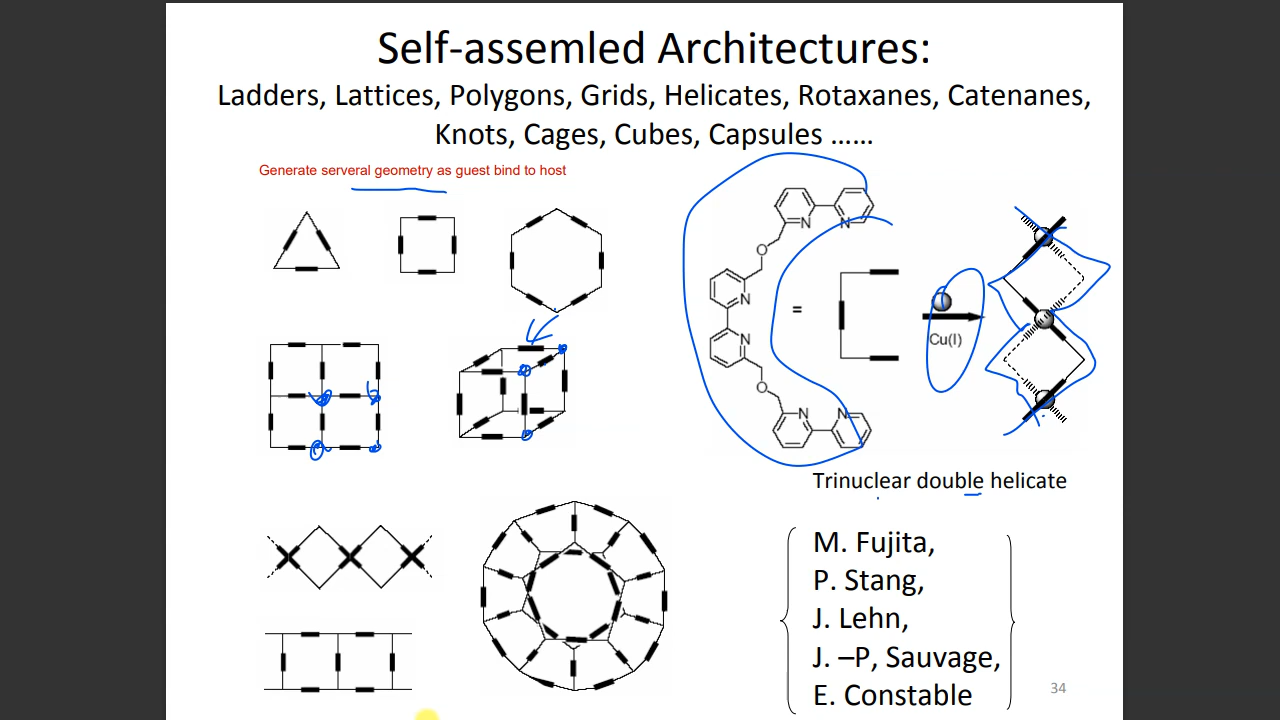 Self-assemled Architectures:
Ladders, Lattices, Polygons, Grids, Helicates, Rotaxanes, Catenanes,
Knots, Cages, Cubes, Capsules ......
Generate serveral geometry as guest bind to host
N
N
O
N
N
O
N
N
=
Cu(I)
Trinuclear double helicate
M. Fujita,
P. Stang,
J. Lehn,
J. –P, Sauvage,
E. Constable
34